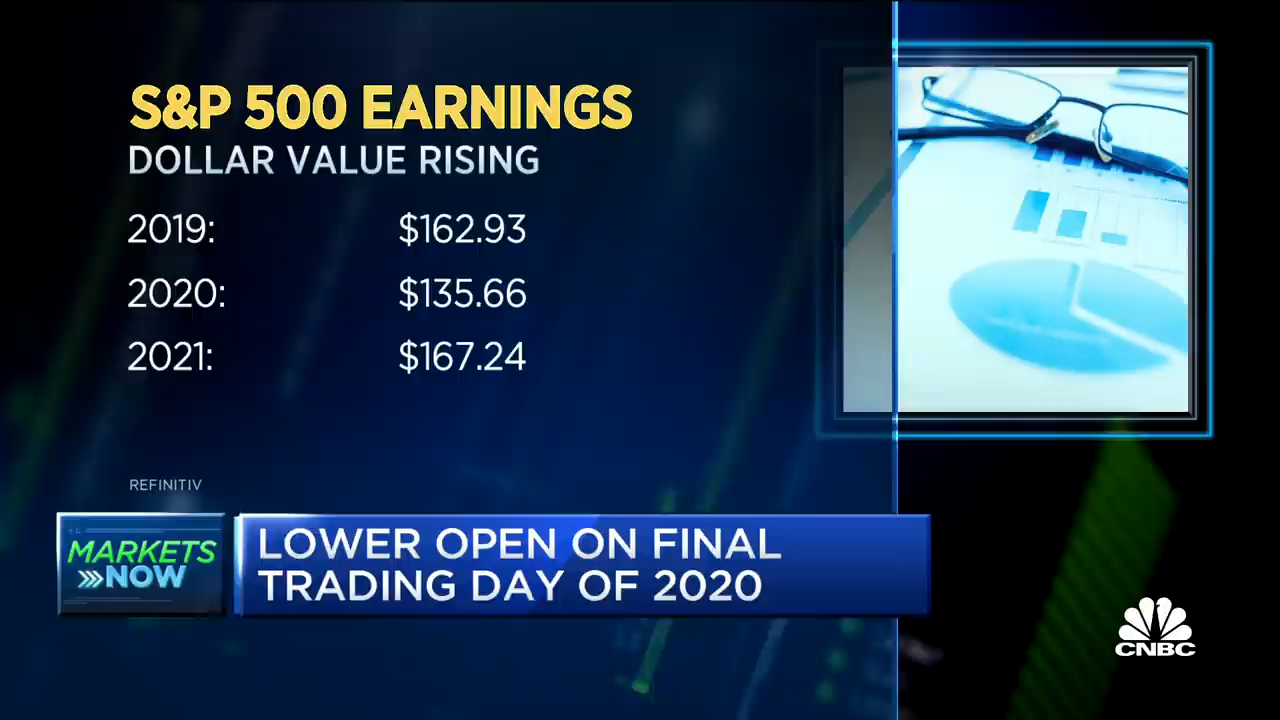 S&P 500 EARNINGS
DOLLAR VALUE RISING
2019: $162.93
2020: $135.66
2021: $167.24
REFINITIV
MARKETS
NOW
LOWER OPEN ON FINAL
TRADING DAY OF 2020
CNBC